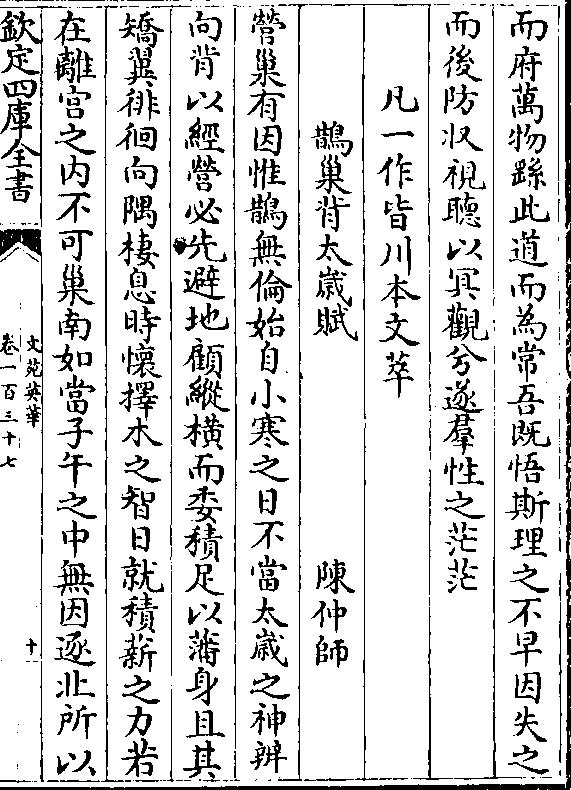 而府萬物繇此道而為常吾既悟斯理之不早因失之
而後防収視聽以冥觀兮遂羣性之茫茫
凡一作皆川本文萃
鵲巢背太歳賦　陳仲師
營巢有因惟鵲無倫始自小寒之日不當太歳之神辨
向背以經營必先避地顧縱橫而委積足以藩身且其
矯翼徘徊向隅棲息時懷擇木之智日就積薪之力若
在離宫之内不可巢南如當子午之中無因逐北所以
欽定四庫全書
文苑英華
卷一百三十七
十